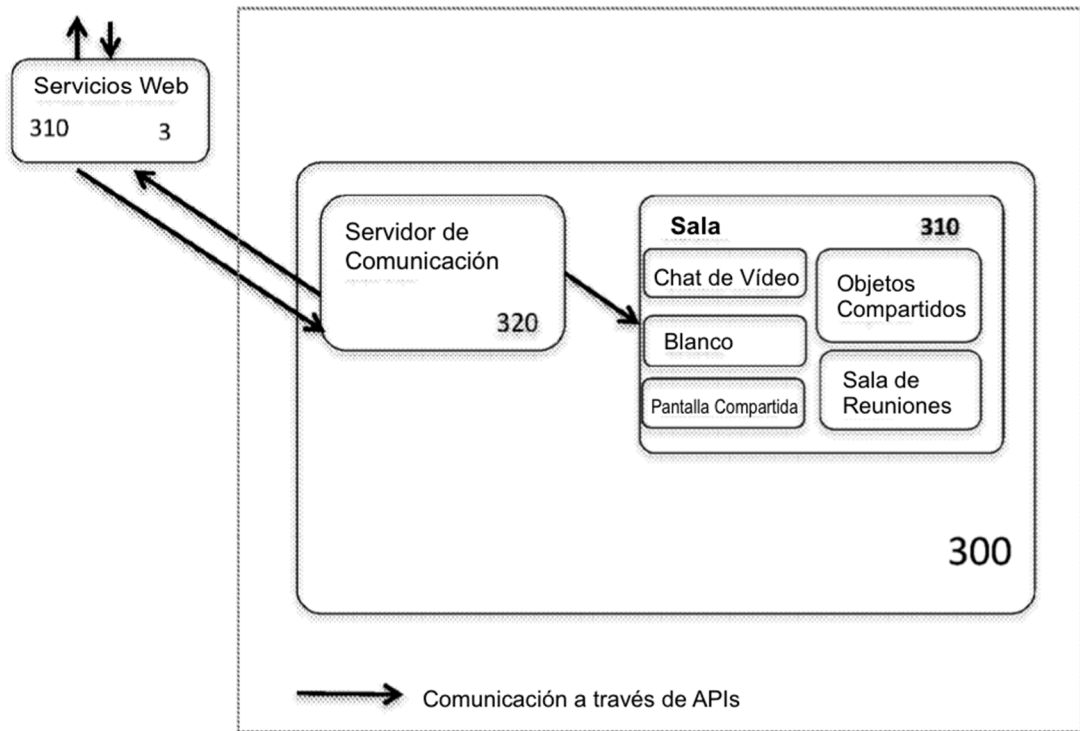 Servicios Web
310 3
Servidor de
Comunicación
320
Sala 310
Chat de Vídeo
Blanco
Pantalla Compartida
Objetos
Compartidos
Sala de
Reuniones
300
Comunicación a través de APIs